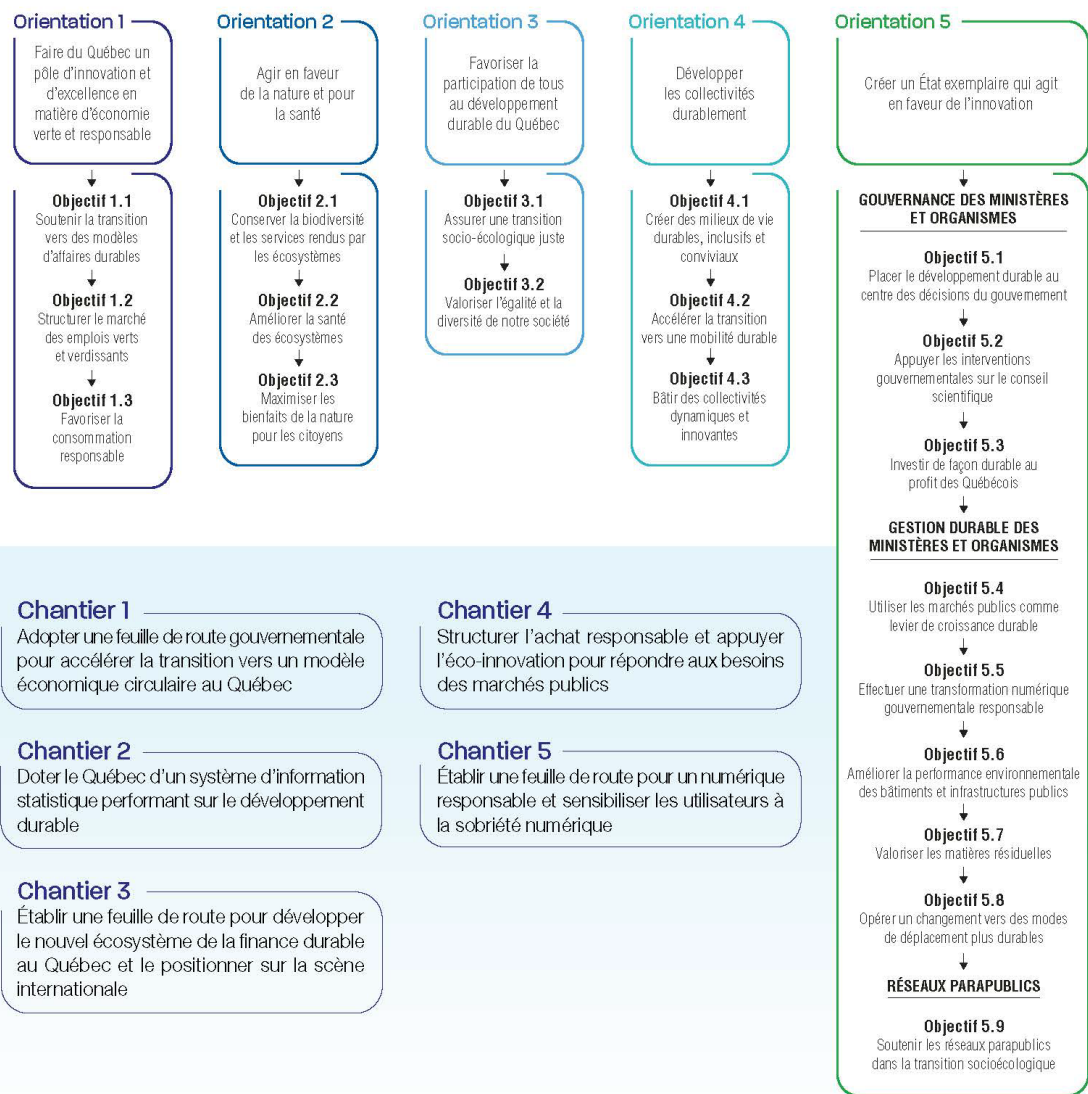 Orientation 1
Faire du Québec un
pôle d'innovation et
d'excellence en
matière d'économie
verte et responsable
Objectif 1.1
Soutenir la transition
vers des modèles
d'affaires durables
Objectif 1.2
Structurer le marché
des emplois verts
et verdissants
Objectif 1.3
Favoriser la
consommation
responsable
Orientation 2
Agir en faveur
de la nature et pour
la santé
Objectif 2.1
Conserver la biodiversité
et les services rendus par
les écosystèmes
Objectif 2.2
Améliorer la santé
des écosystèmes
Objectif 2.3
Maximiser les
bienfaits de la nature
pour les citoyens
Orientation 3
Favoriser la
participation de tous
au développement
durable du Québec
Objectif 3.1
Assurer une transition
socio-écologique juste
Objectif 3.2
Valoriser l'égalité et la
diversité de notre société
Orientation 4
Développer
les collectivités
durablement
Objectif 4.1
Créer des milieux de vie
durables, inclusifs et
conviviaux
Objectif 4.2
Accélérer la transition
vers une mobilité durable
Objectif 4.3
Bâtir des collectivités
dynamiques et
innovantes
Orientation 5
Créer un État exemplaire qui agit
en faveur de l'innovation
GOUVERNANCE DES MINISTÈRES
ET ORGANISMES
Objectif 5.1
Placer le développement durable au
centre des décisions du gouvernement
Objectif 5.2
Appuyer les interventions
gouvernementales sur le conseil
scientifique
Objectif 5.3
Investir de façon durable au
profit des Québécois
GESTION DURABLE DES
MINISTÈRES ET ORGANISMES
Objectif 5.4
Utiliser les marchés publics comme
levier de croissance durable
Objectif 5.5
Effectuer une transformation numérique
gouvernementale responsable
Objectif 5.6
Améliorer la performance environnementale
des bâtiments et infrastructures publics
Objectif 5.7
Valoriser les matières résiduelles
Objectif 5.8
Opérer un changement vers des modes
de déplacement plus durables
RÉSEAUX PARAPUBLICS
Objectif 5.9
Soutenir les réseaux parapublics
dans la transition socioécologique
Chantier 1
Adopter une feuille de route gouvernementale
pour accélérer la transition vers un modèle
économique circulaire au Québec
Chantier 2
Doter le Québec d'un système d'information
statistique performant sur le développement
durable
Chantier 3
Établir une feuille de route pour développer
le nouvel écosystème de la finance durable
au Québec et le positionner sur la scène
internationale
Chantier 4
Structurer l'achat responsable et appuyer
l'éco-innovation pour répondre aux besoins
des marchés publics
Chantier 5
Établir une feuille de route pour un numérique
responsable et sensibiliser les utilisateurs à
la sobriété numérique